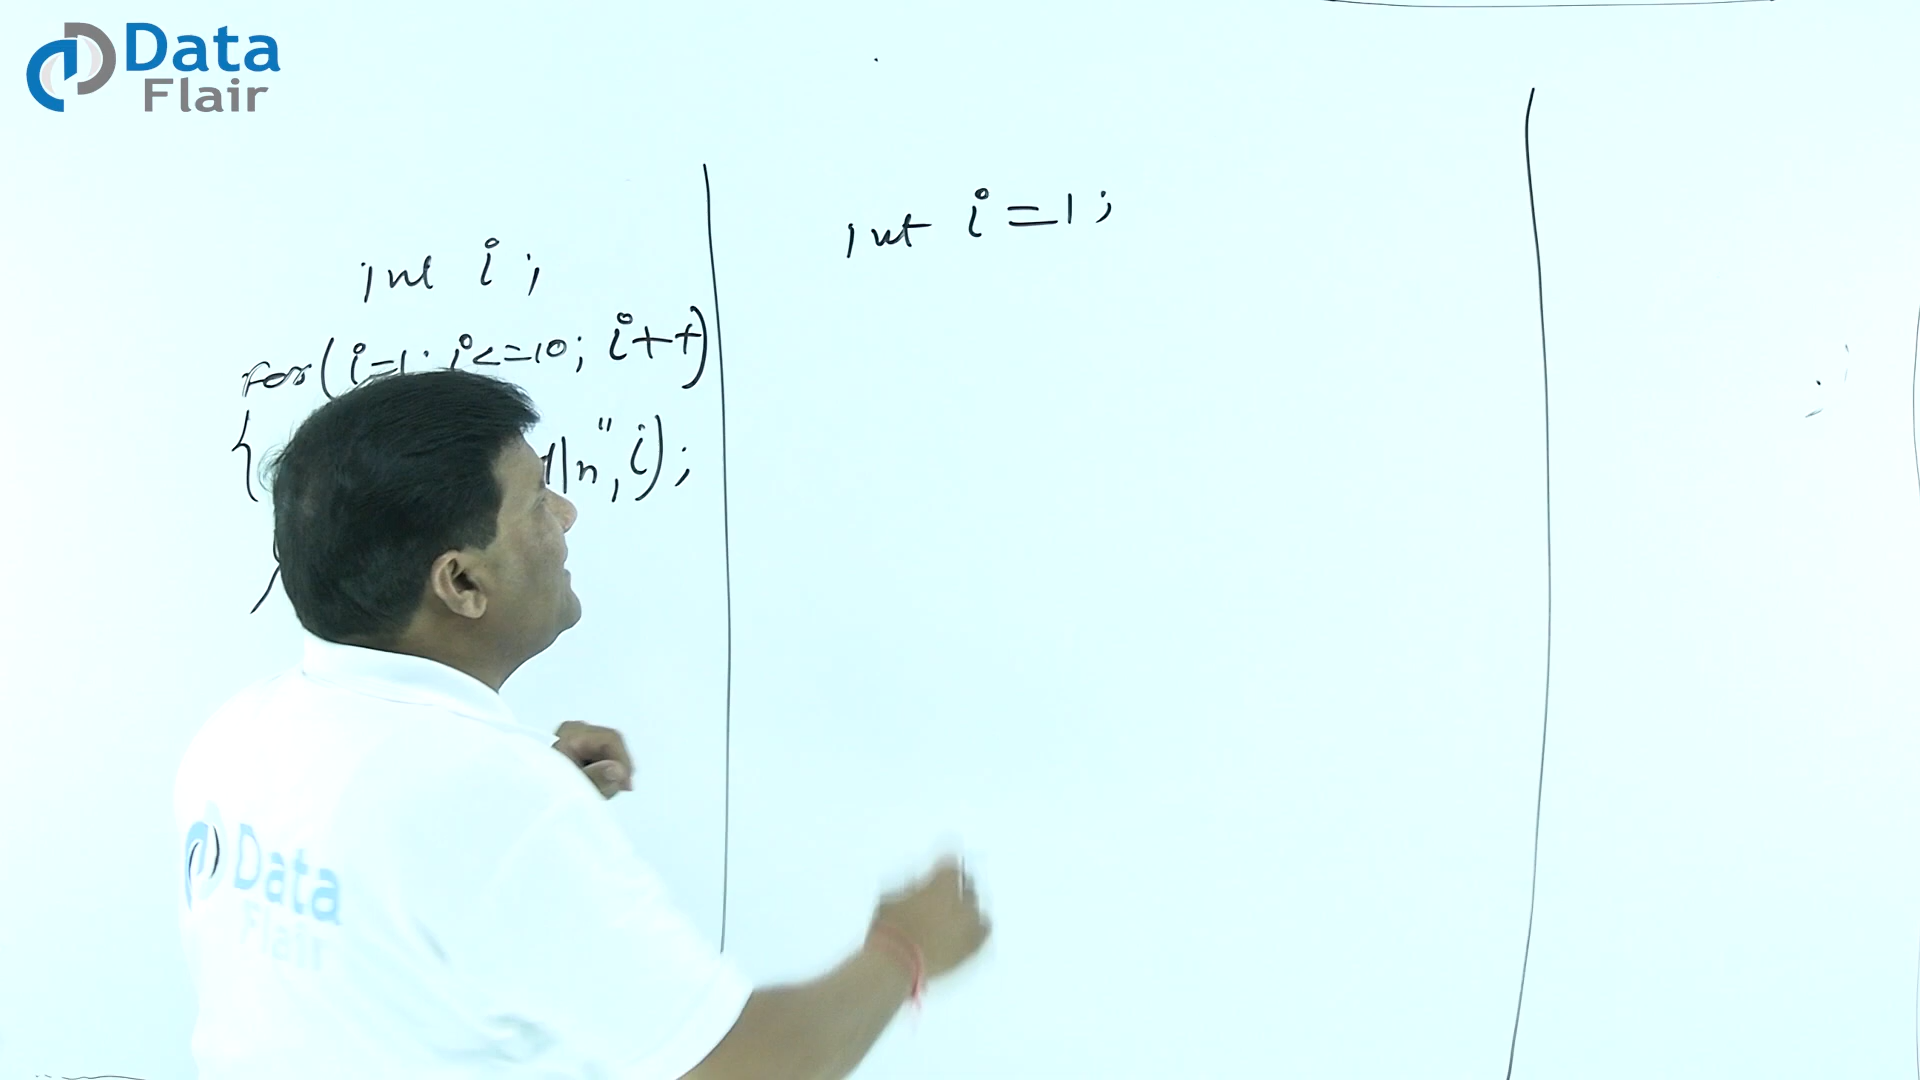 Data
Flair
int i ;
for(i=1; i<=10; i++)
{ d\n", i);
}
int i =1 ;
Data
Flair